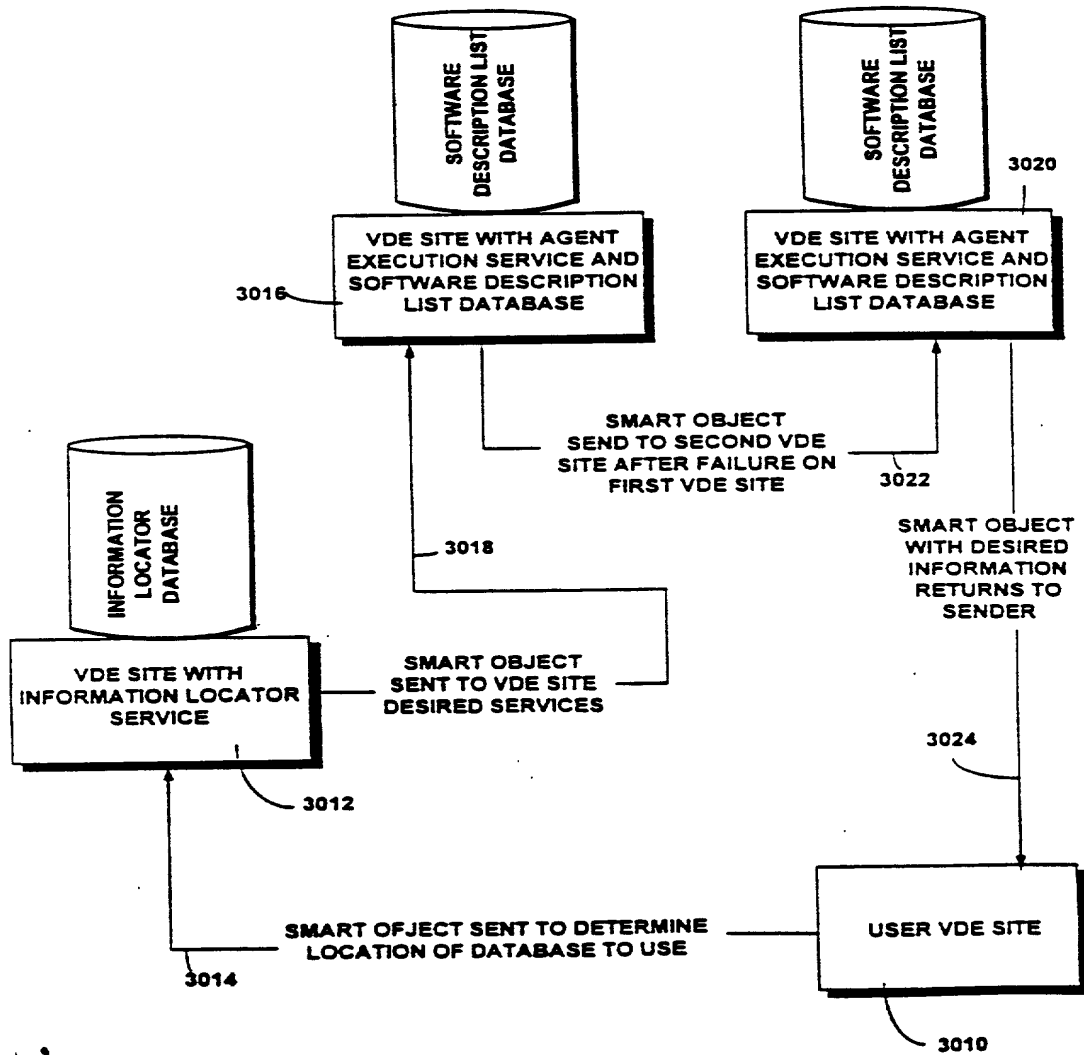 SOFTWARE
DESCRIPTION LIST
DATABASE
SOFTWARE
DESCRIPTION LIST
DATABASE
3020
VDE SITE WITH AGENT
EXECUTION SERVICE AND
SOFTWARE DESCRIPTION
LIST DATABASE
3016
VDE SITE WITH AGENT
EXECUTION SERVICE AND
SOFTWARE DESCRIPTION
LIST DATABASE
SMART OBJECT
SEND TO SECOND VDE
SITE AFTER FAILURE ON
FIRST VDE SITE
3022
INFORMATION
LOCATOR
DATABASE
3018
SMART OBJECT
WITH DESIRED
INFORMATION
RETURNS TO
SENDER
VDE SITE WITH
INFORMATION LOCATOR
SERVICE
SMART OBJECT
SENT TO VDE SITE
DESIRED SERVICES
3012
3024
SMART OFJECT SENT TO DETERMINE
LOCATION OF DATABASE TO USE
3014
USER VDE SITE
3010